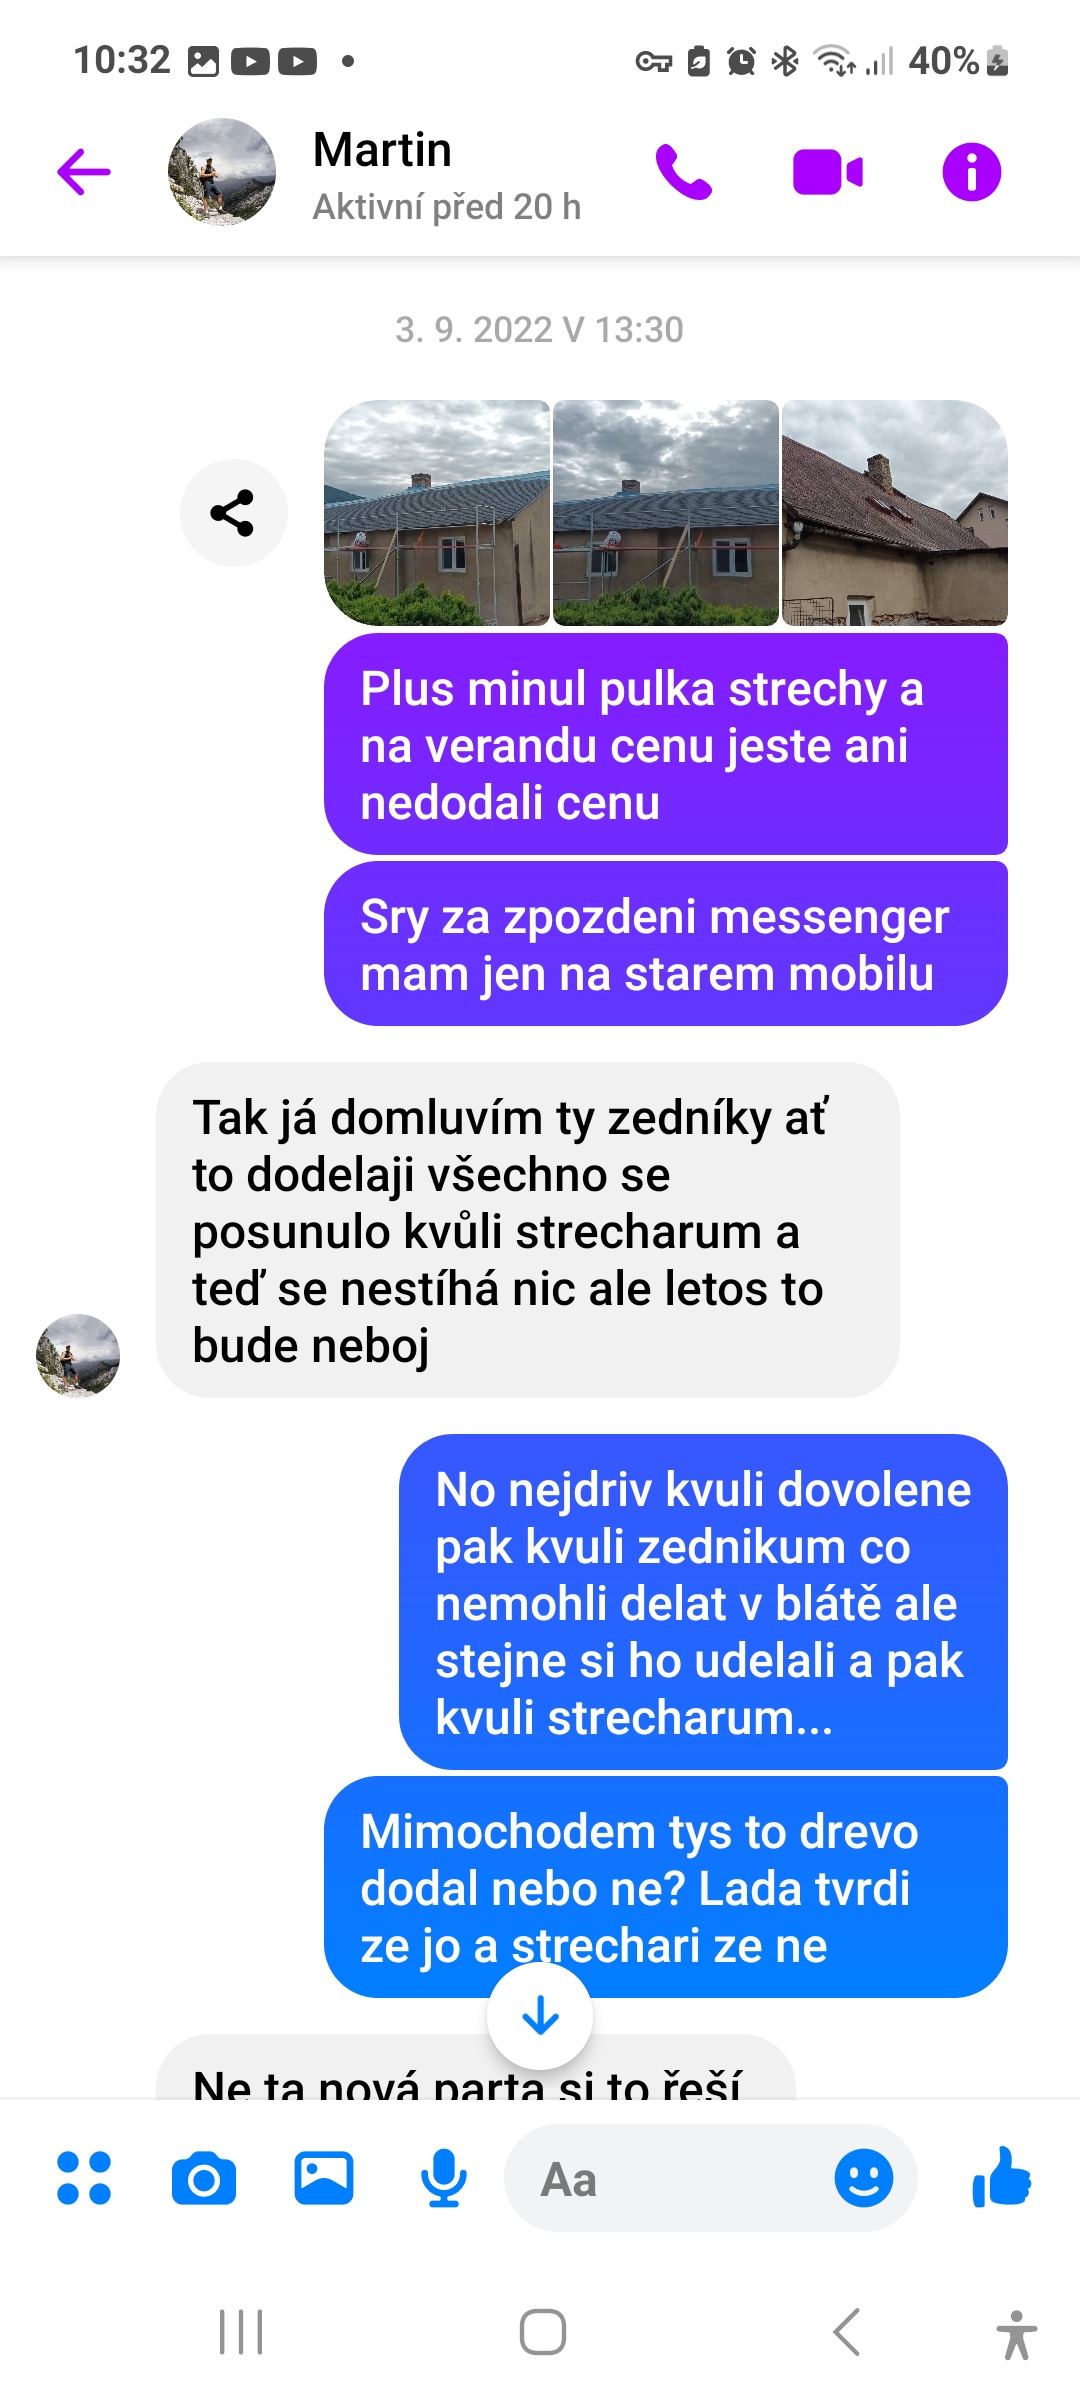 10:32
40%
Martin
Aktivní před 20 h
3. 9. 2022 V 13:30
Plus minul pulka strechy a
na verandu cenu jeste ani
nedodali cenu
Sry za zpozdeni messenger
mam jen na starem mobilu
Tak já domluvím ty zedníky ať
to dodelaji všechno se
posunulo kvůli strecharum a
teď se nestíhá nic ale letos to
bude neboj
No nejdriv kvuli dovolene
pak kvuli zednikum co
nemohli delat v blátě ale
stejne si ho udelali a pak
kvuli strecharum...
Mimochodem tys to drevo
dodal nebo ne? Lada tvrdi
ze jo a strechari ze ne
Ne ta nová parta si to řeší
Aa